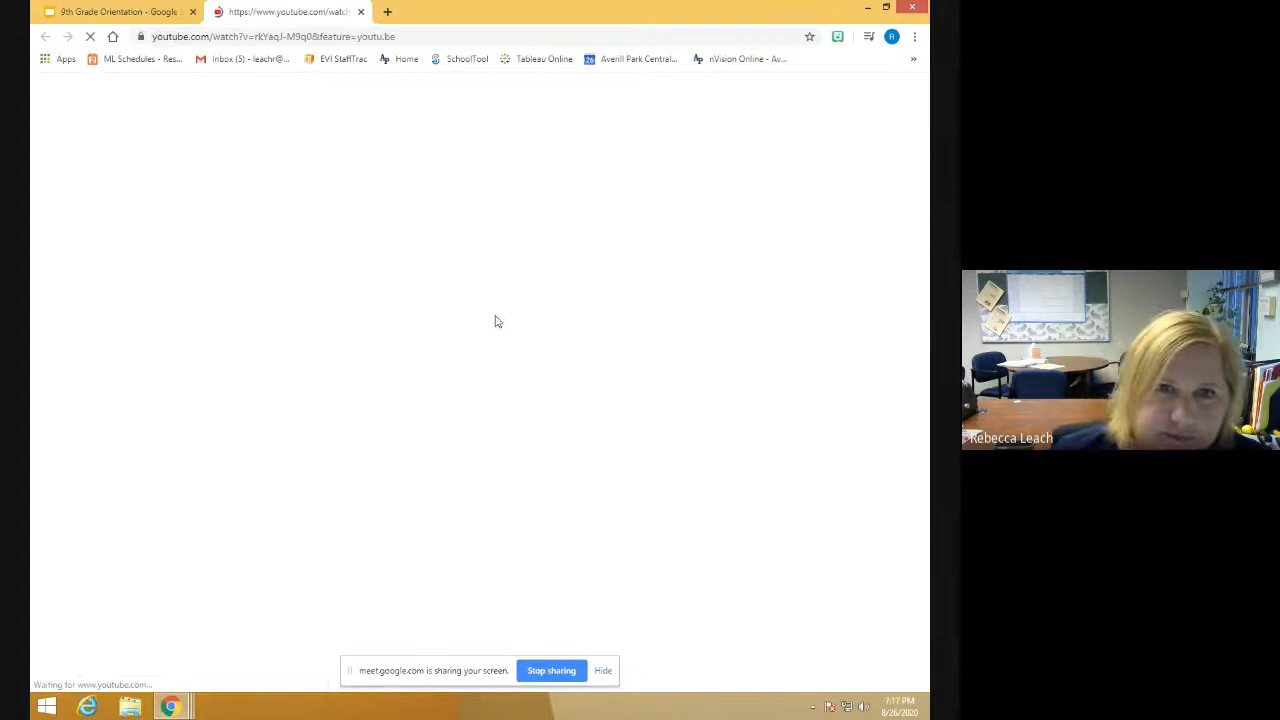 9th Grade Orientation - Google
https://www.youtube.com/watc
youtube.com/watch?v=rkYaqJ-M9q0&feature=youtu.be
R
Apps
ML Schedules - Res...
Inbox (5) - leachr@...
EVI StaffTrac
Home
SchoolTool
Tableau Online
26
Averill Park Central...
nVision Online - Av...
»
Rebecca Leach
meet.google.com is sharing your screen.
Stop sharing
Hide
Waiting for www.youtube.com...
7:17 PM
8/26/2020